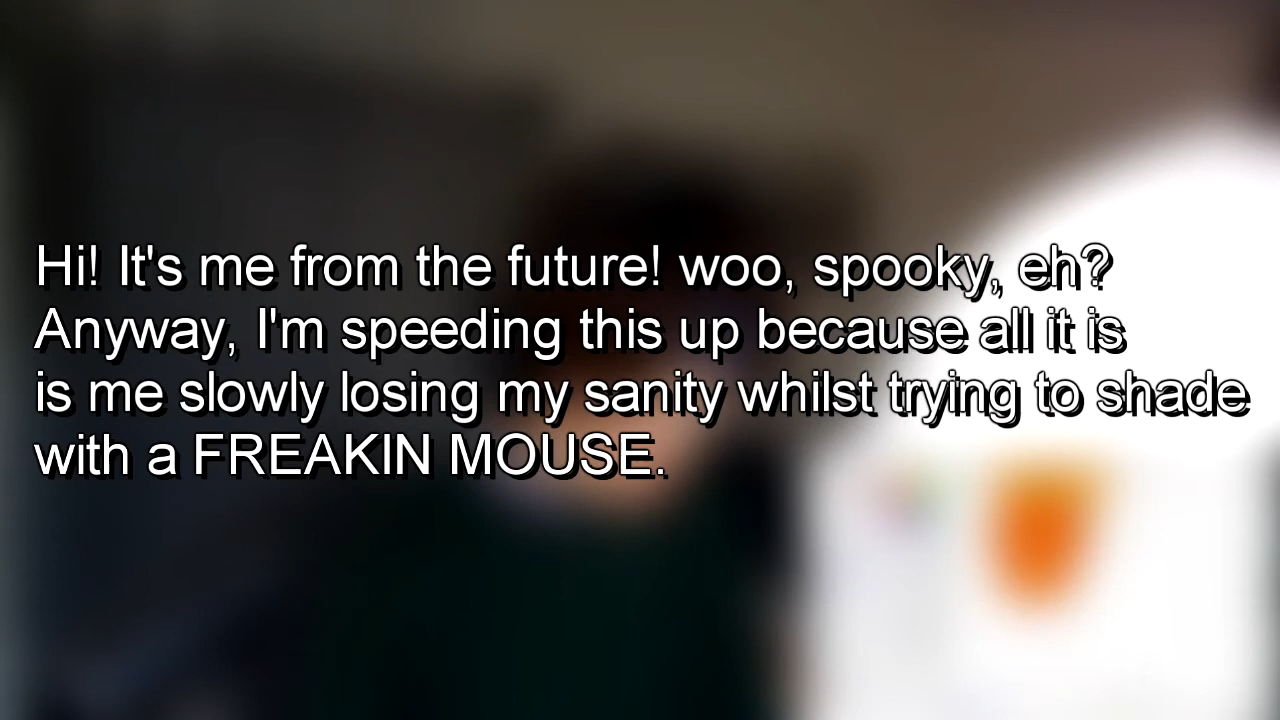 Hi! It's me from the future! woo, spooky, eh?
Anyway, I'm speeding this up because all it is
is me slowly losing my sanity whilst trying to shade
with a FREAKIN MOUSE.